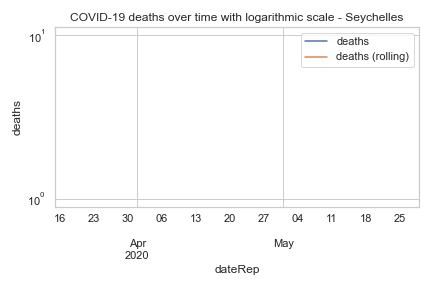 COVID-19 deaths over time with logarithmic scale - Seychelles
deaths
deaths (rolling)
10¹
deaths
10⁰
16 23 30 06 13 20 27 04 11 18 25
Apr May
2020
dateRep